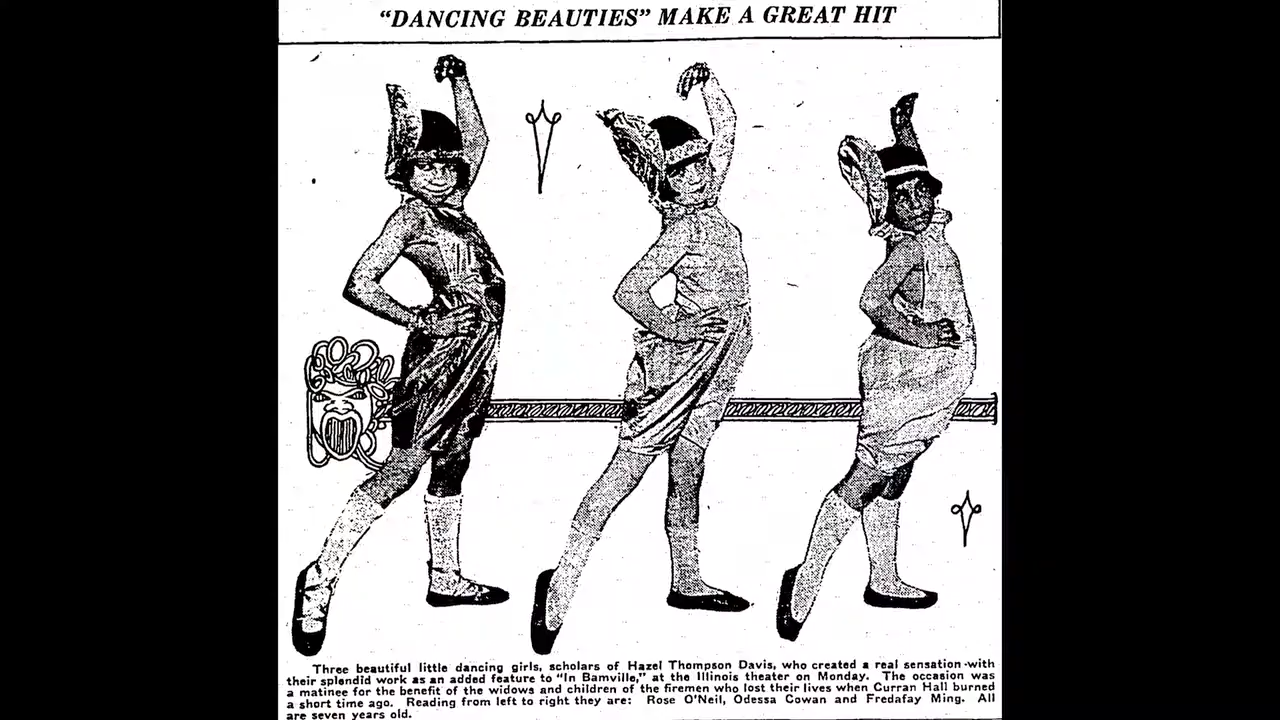 "DANCING BEAUTIES" MAKE A GREAT HIT
Three beautiful little dancing girls, scholars of Hazel Thompson Davis, who created a real sensation with
their splendid work as an added feature to "In Bamville," at the Illinois theater on Monday. The occasion was
a matinee for the benefit of the widows and children of the firemen who lost their lives when Curran Hall burned
a short time ago. Reading from left to right they are: Rose O'Neil, Odessa Cowan and Fredafay Ming. All
are seven years old.